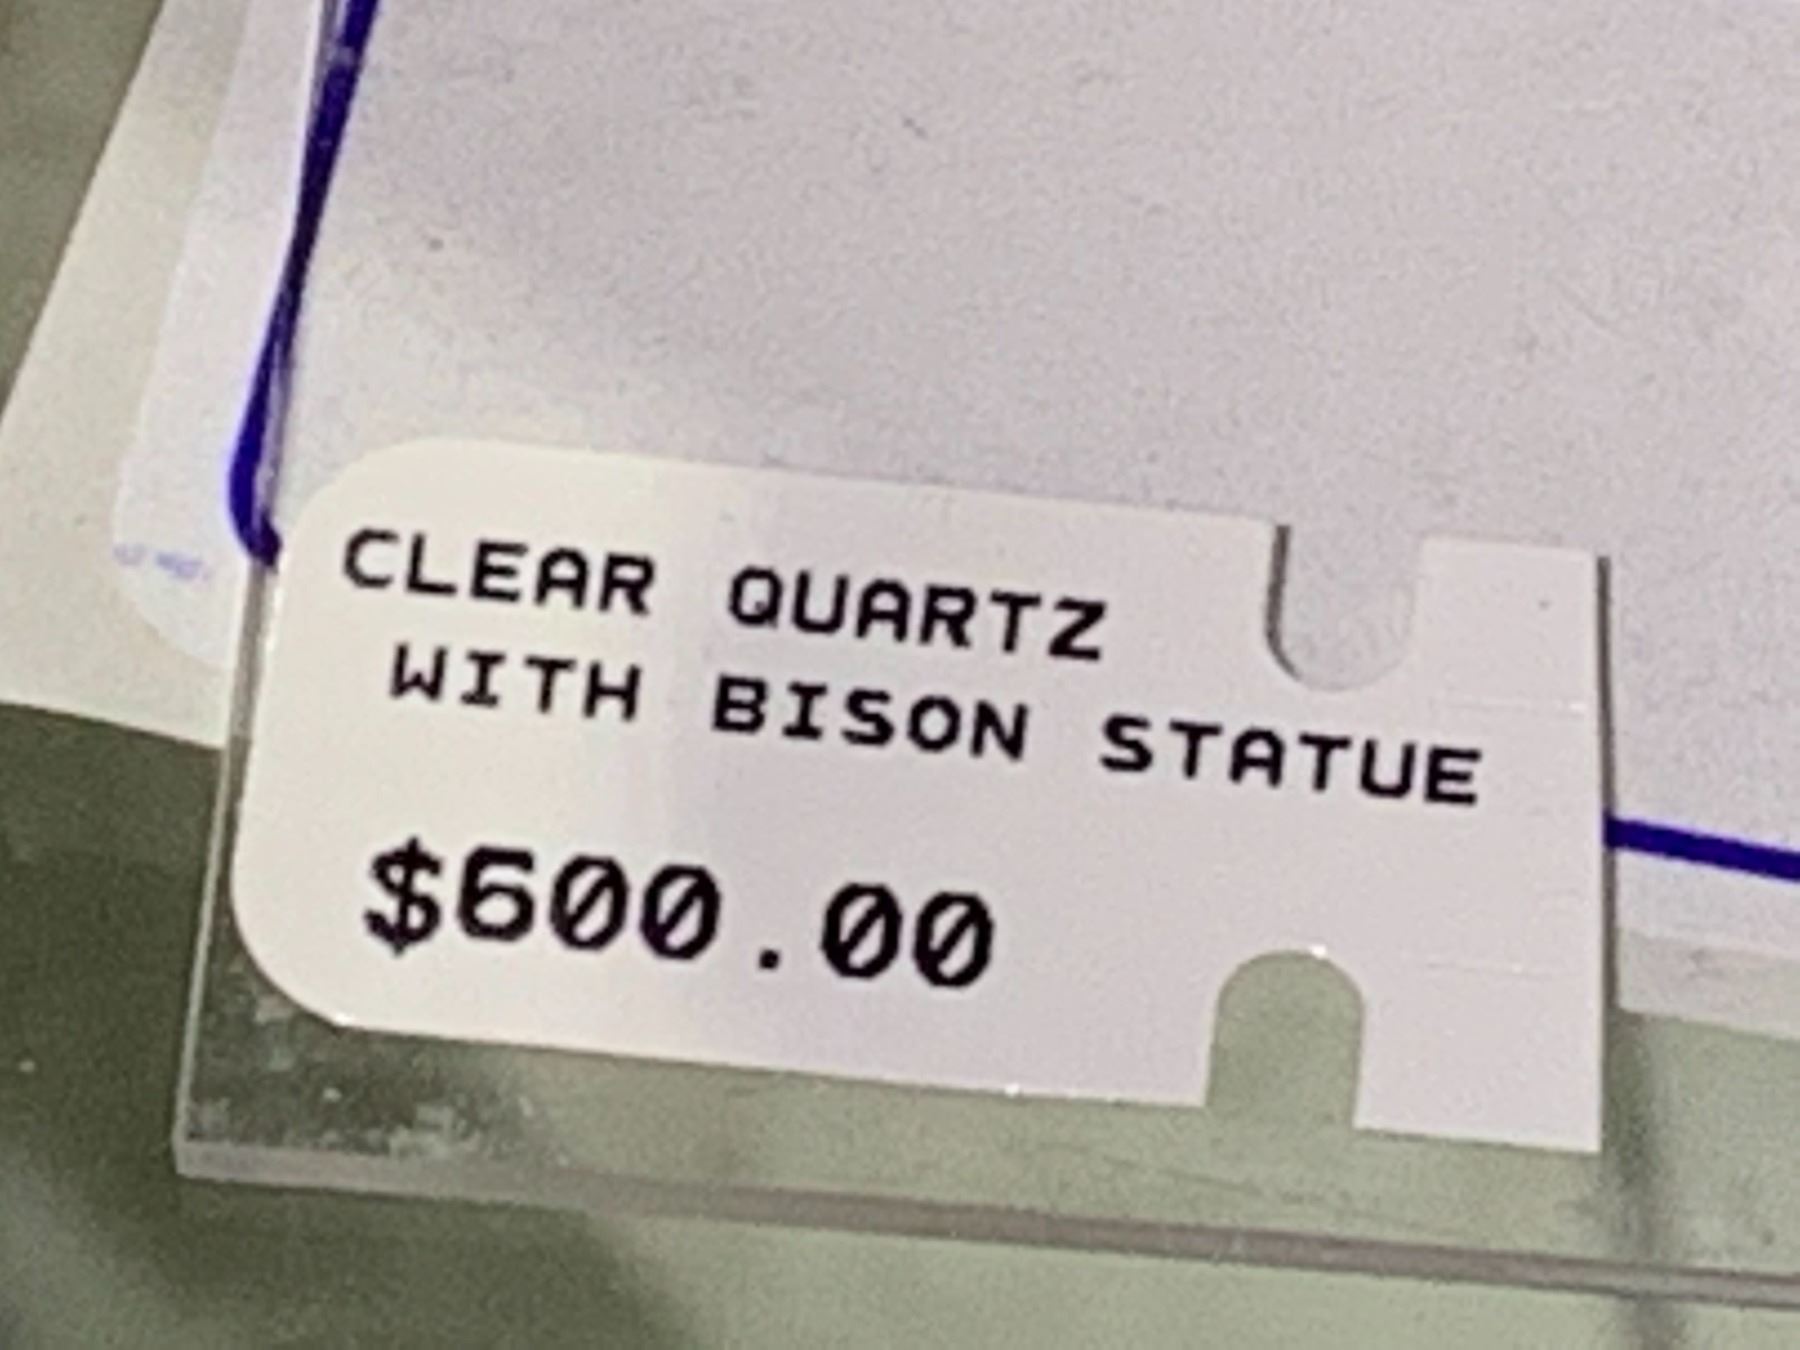 CLEAR QUARTZ
WITH BISON STATUE
$600.00